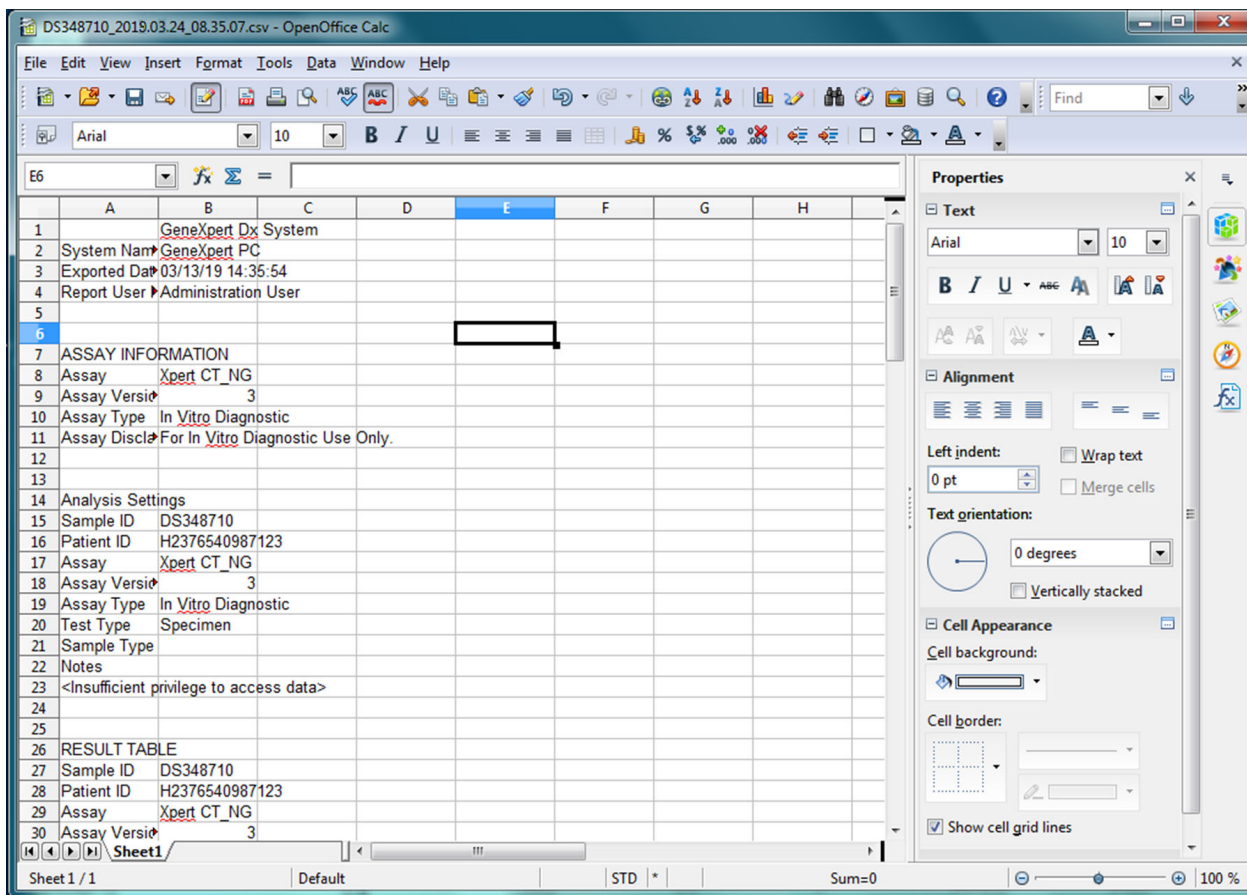 DS348710_2019.03.24_08.35.07.csv - OpenOffice Calc
File Edit View Insert Format Tools Data Window Help
Find
Arial 10
E6
A B C D E F G H
1 GeneXpert Dx System
2 System Nam GeneXpert PC
3 Exported Dat 03/13/19 14:35:54
4 Report User Administration User
5
6
7 ASSAY INFORMATION
8 Assay Xpert CT_NG
9 Assay Versio 3
10 Assay Type In Vitro Diagnostic
11 Assay Discla For In Vitro Diagnostic Use Only.
12
13
14 Analysis Settings
15 Sample ID DS348710
16 Patient ID H2376540987123
17 Assay Xpert CT_NG
18 Assay Versio 3
19 Assay Type In Vitro Diagnostic
20 Test Type Specimen
21 Sample Type
22 Notes
23 <Insufficient privilege to access data>
24
25
26 RESULT TABLE
27 Sample ID DS348710
28 Patient ID H2376540987123
29 Assay Xpert CT_NG
30 Assay Versio 3
Sheet1
Sheet 1 / 1 Default STD * Sum=0 100 %
Properties
Text
Arial 10
Alignment
Left indent:
Wrap text
0 pt
Merge cells
Text orientation:
0 degrees
Vertically stacked
Cell Appearance
Cell background:
Cell border:
Show cell grid lines